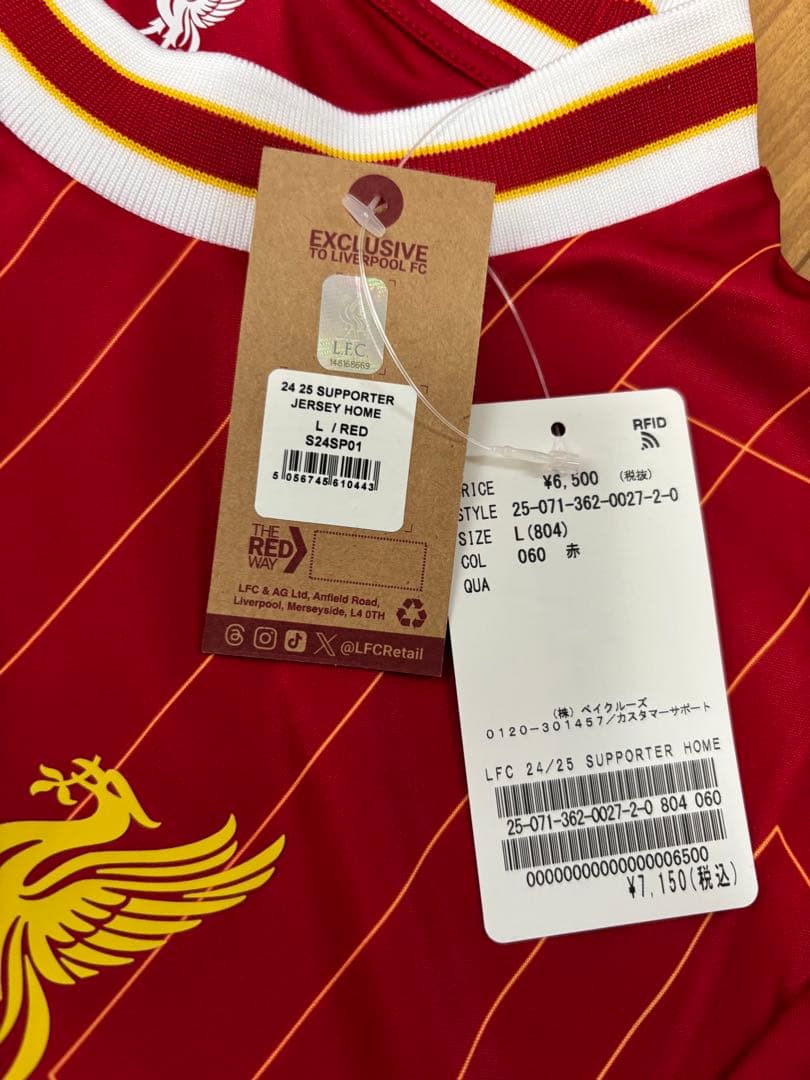 EXCLUSIVE
TO LIVERPOOL FC
L.F.C.
148168669
24 25 SUPPORTER
JERSEY HOME
L / RED
S24SP01
5 056745 610443
THE
RED
WAY
LFC & AG Ltd, Anfield Road,
Liverpool, Merseyside, L4 0TH
@LFCRetail
RFID
RICE ¥6,500 (税抜)
STYLE 25-071-362-0027-2-0
SIZE L(804)
COL 060 赤
QUA
(株) ベイクルーズ
0120-301457/カスタマーサポート
LFC 24/25 SUPPORTER HOME
25-071-362-0027-2-0 804 060
00000000000000006500
¥7,150(税込)